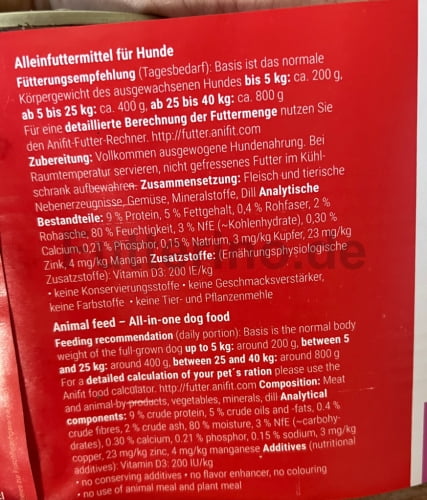 Alleinfuttermittel für Hunde
Fütterungsempfehlung (Tagesbedarf): Basis ist das normale
Körpergewicht des ausgewachsenen Hundes bis 5 kg: ca. 200 g,
ab 5 bis 25 kg: ca. 400 g, ab 25 bis 40 kg: ca. 800 g
Für eine detaillierte Berechnung der Futtermenge nutzen Sie
den Anifit-Futter-Rechner. http://futter.anifit.com
Zubereitung: Vollkommen ausgewogene Hundenahrung. Bei
Raumtemperatur servieren, nicht gefressenes Futter im Kühl-
schrank aufbewahren. Zusammensetzung: Fleisch und tierische
Nebenerzeugnisse, Gemüse, Mineralstoffe, Dill Analytische
Bestandteile: 9 % Protein, 5 % Fettgehalt, 0,4 % Rohfaser, 2 %
Rohasche, 80 % Feuchtigkeit, 3 % NfE (~Kohlenhydrate), 0,30 %
Calcium, 0,21 % Phosphor, 0,15 % Natrium, 3 mg/kg Kupfer, 23 mg/kg
Zink, 4 mg/kg Mangan Zusatzstoffe: (Ernährungsphysiologische
Zusatzstoffe): Vitamin D3: 200 IE/kg
• keine Konservierungsstoffe • keine Geschmacksverstärker,
keine Farbstoffe • keine Tier- und Pflanzenmehle
Animal feed – All-in-one dog food
Feeding recommendation (daily portion): Basis is the normal body
weight of the full-grown dog up to 5 kg: around 200 g, between 5
and 25 kg: around 400 g, between 25 and 40 kg: around 800 g
For a detailed calculation of your pet´s ration please use the
Anifit food calculator. http://futter.anifit.com Composition: Meat
and animal-by-products, vegetables, minerals, dill Analytical
components: 9 % crude protein, 5 % crude oils and -fats, 0.4 %
crude fibres, 2 % crude ash, 80 % moisture, 3 % NfE (~carbohy-
drates), 0.30 % calcium, 0.21 % phosphor, 0.15 % sodium, 3 mg/kg
copper, 23 mg/kg zinc, 4 mg/kg manganese Additives (nutritional
additives): Vitamin D3: 200 IU/kg
• no conserving additives • no flavor enhancer, no colouring
• no use of animal meal and plant meal